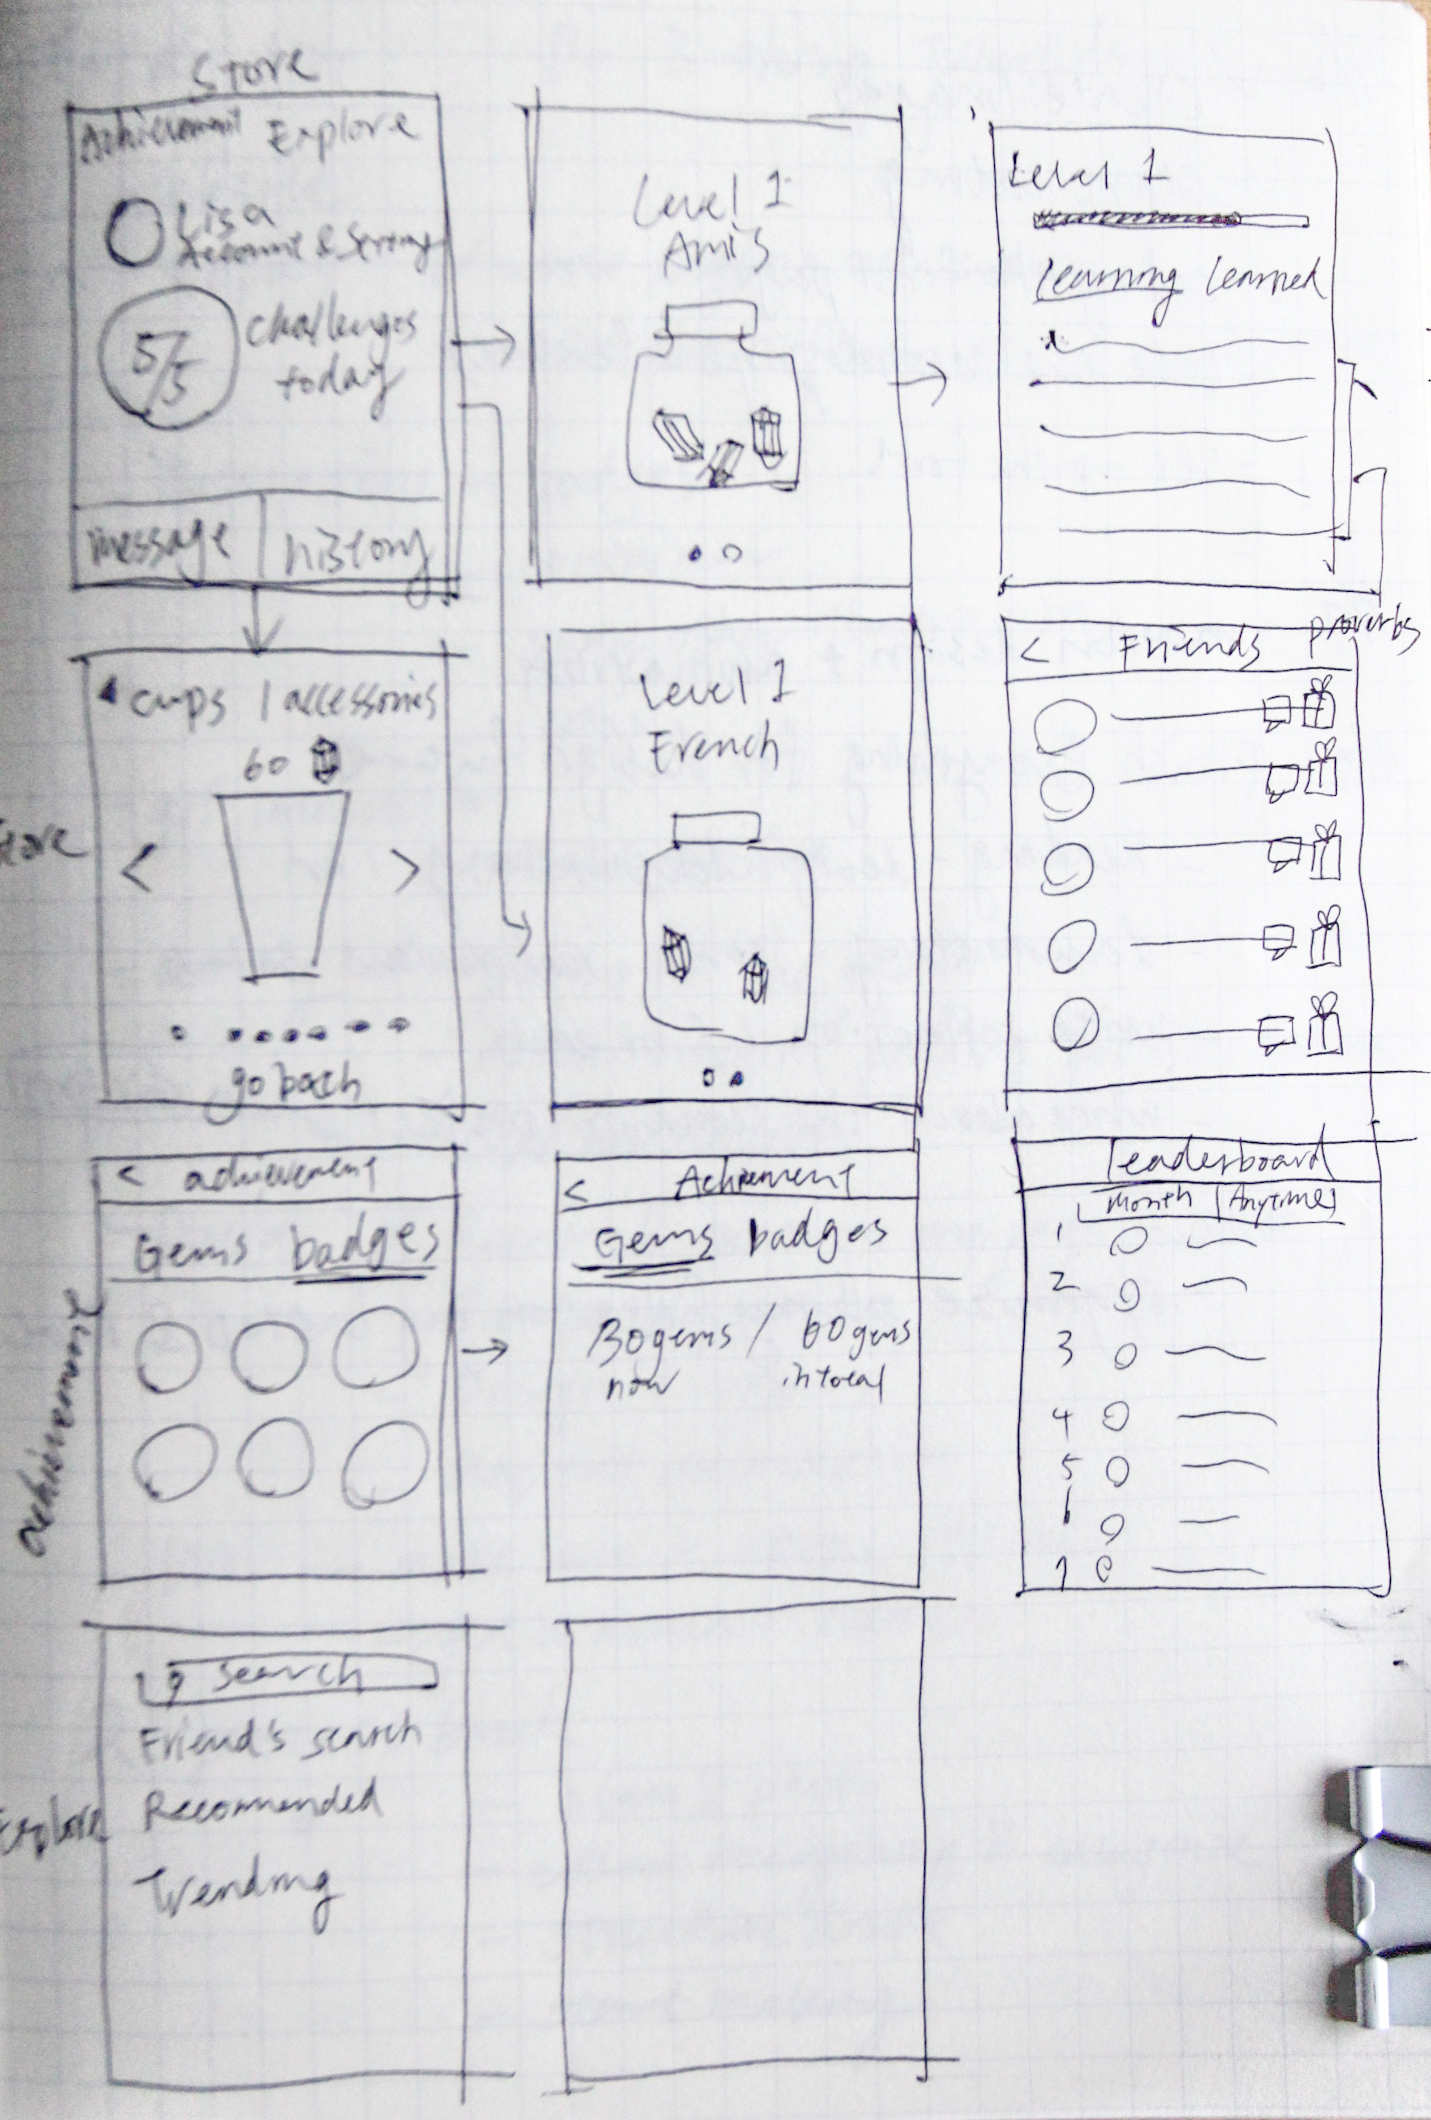 Store
Achievement Explore
Lisa
Account & Setting
5/5
challenges
today
message history
Level 1
Ami's
Level 1
learning learned
proverbs
Store
cups / accessories
60
<
>
go back
Level 1
French
< Friends
achievement
< achievement
Gems badges
< Achievement
Gems badges
30 gems / 60 gems
now in total
Leaderboard
Month | Anytime
1
2
3
4
5
6
7
Explore
search
Friend's search
Recommended
Trending